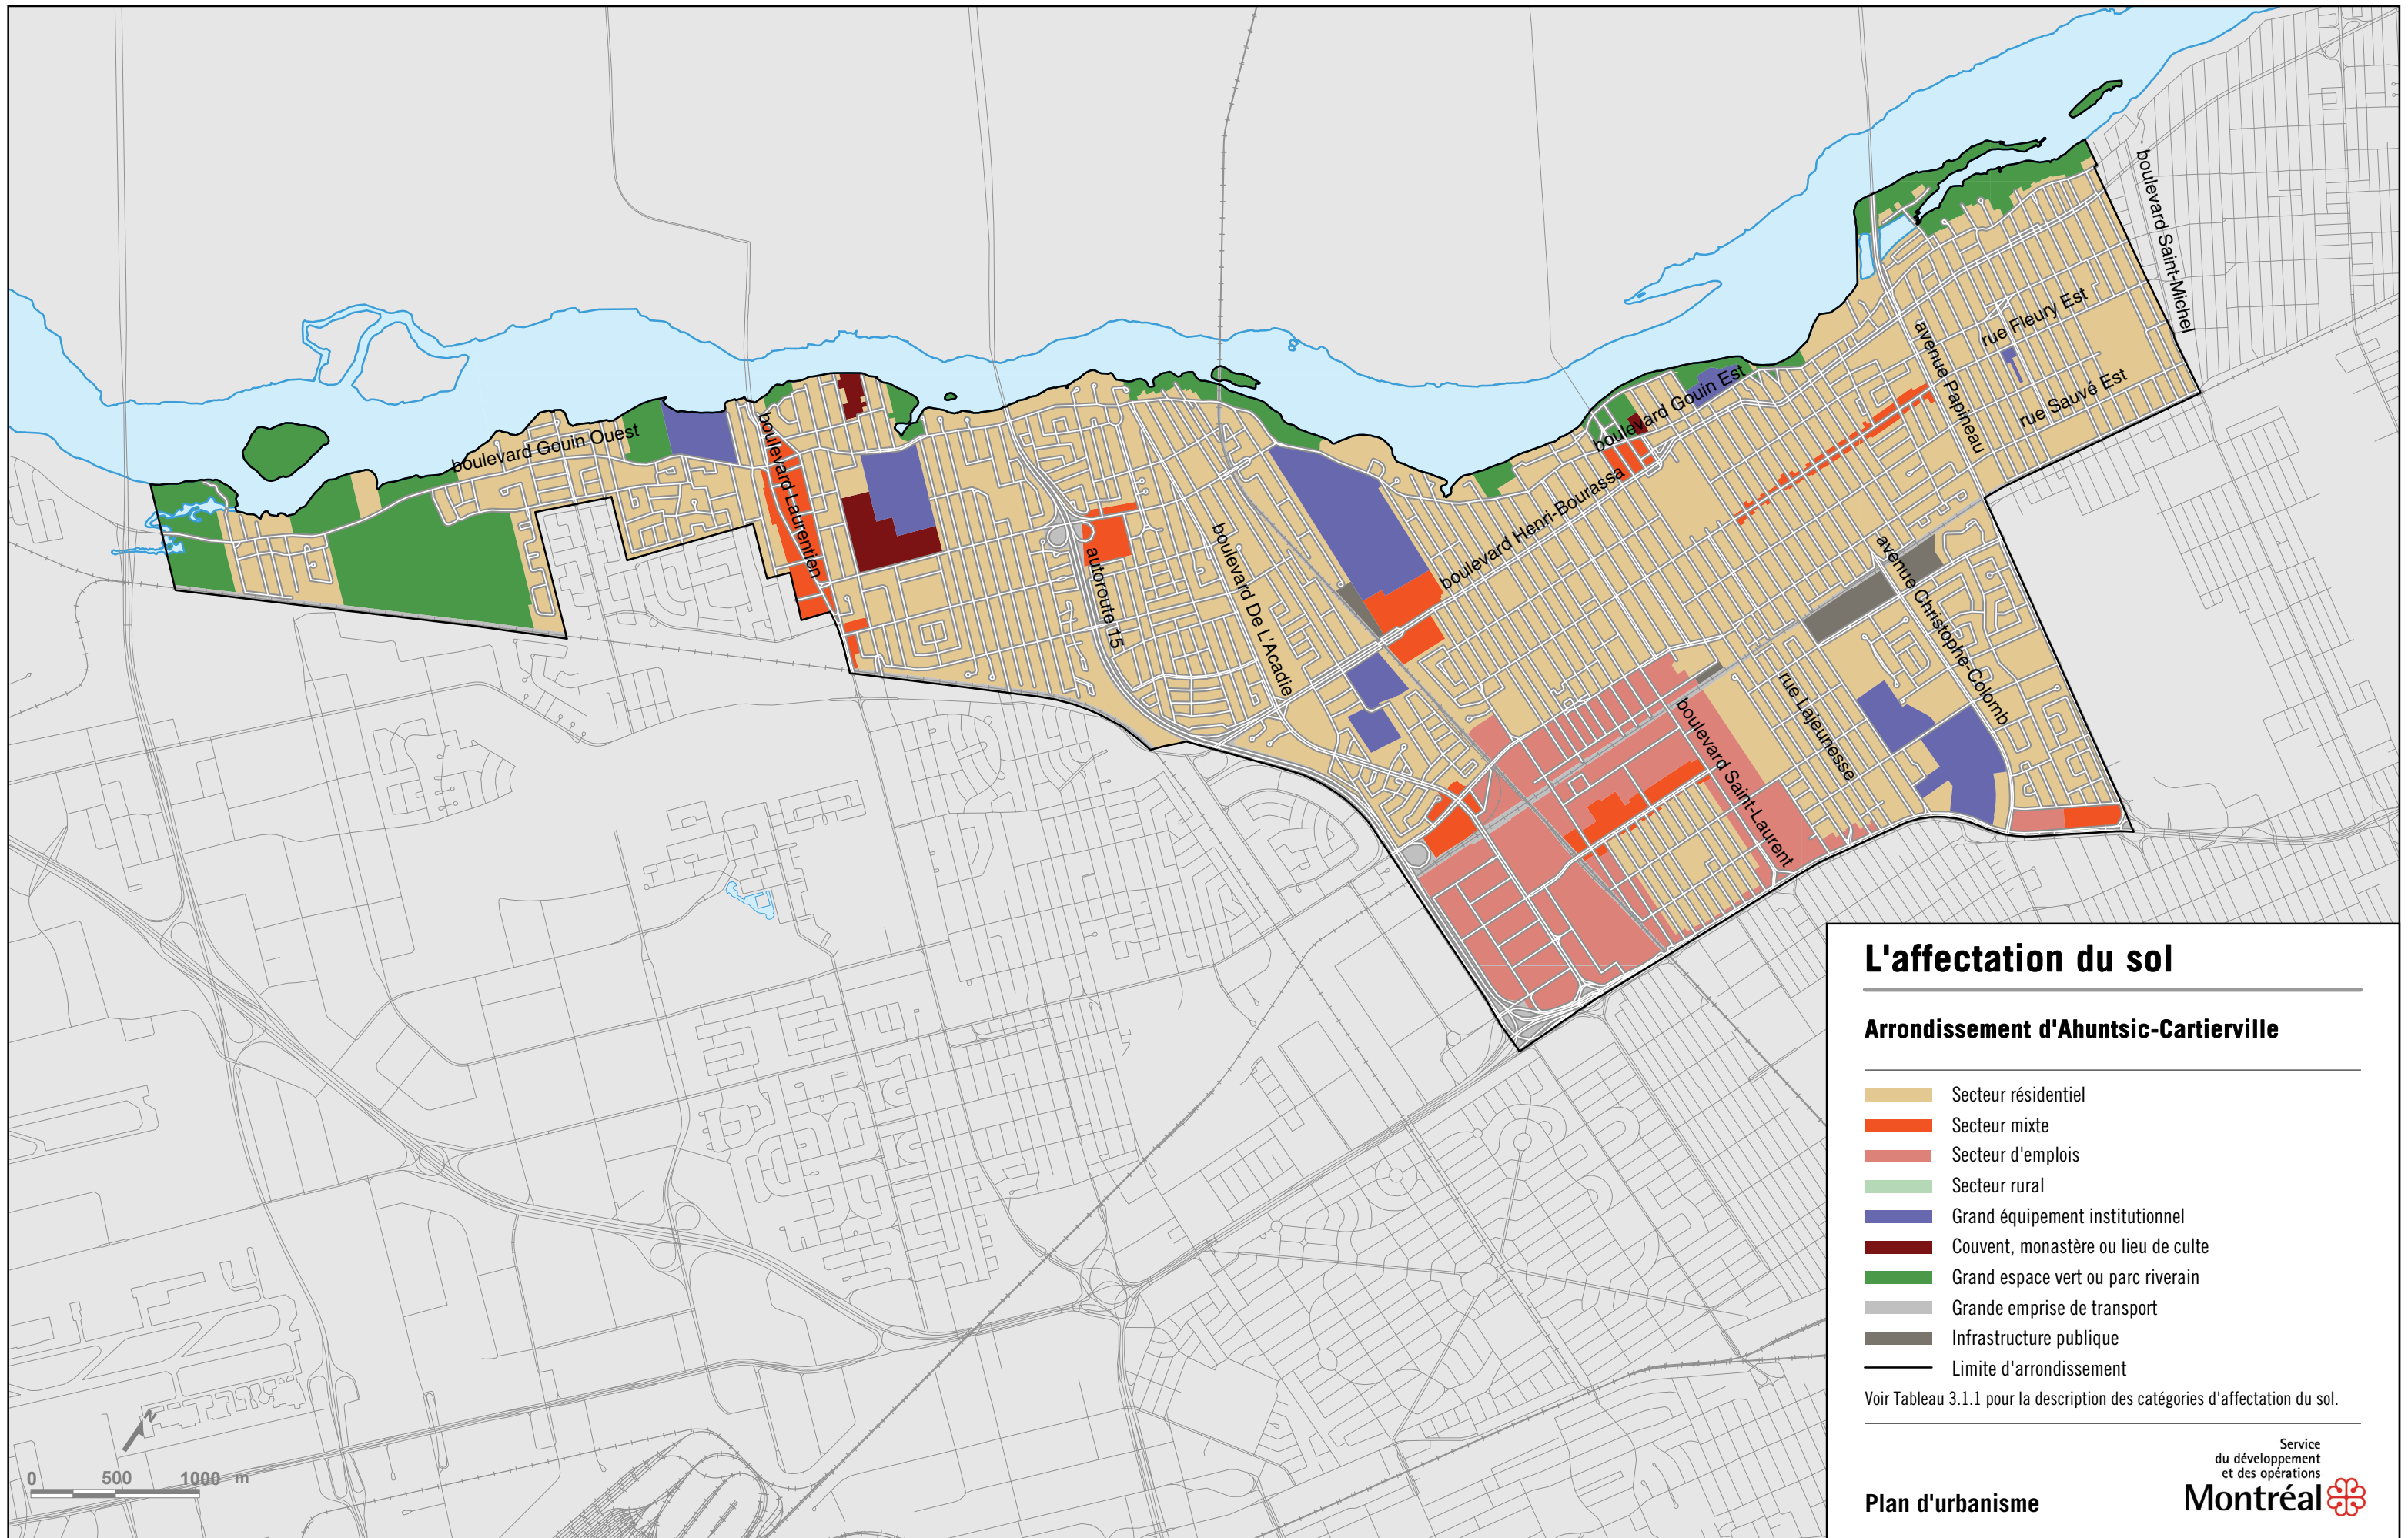 boulevard Saint-Michel
rue Fleury Est
avenue Papineau
rue Sauvé Est
boulevard Gouin Est
boulevard Gouin Ouest
boulevard Laurentien
boulevard Henri-Bourassa
autoroute 15
boulevard De L'Acadie
avenue Christophe-Colomb
rue Lajeunesse
boulevard Saint-Laurent
L'affectation du sol
Arrondissement d'Ahuntsic-Cartierville
Secteur résidentiel
Secteur mixte
Secteur d'emplois
Secteur rural
Grand équipement institutionnel
Couvent, monastère ou lieu de culte
Grand espace vert ou parc riverain
Grande emprise de transport
Infrastructure publique
Limite d'arrondissement
Voir Tableau 3.1.1 pour la description des catégories d'affectation du sol.
N
0 500 1000 m
Service
du développement
et des opérations
Plan d'urbanisme
Montréal